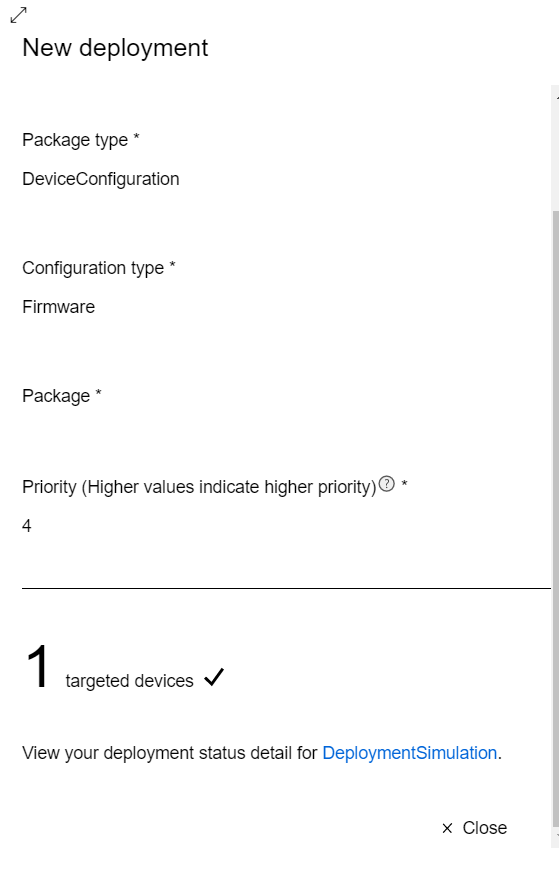 New deployment
Package type *
DeviceConfiguration
Configuration type *
Firmware
Package *
Priority (Higher values indicate higher priority)? *
4
1 targeted devices
View your deployment status detail for DeploymentSimulation.
× Close